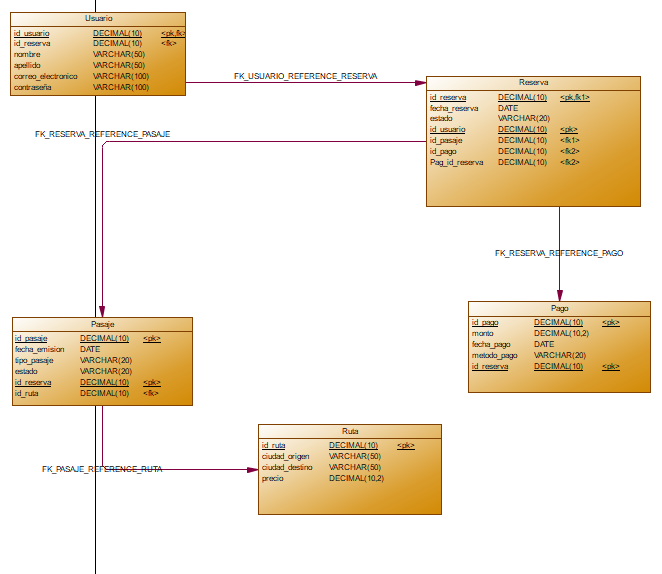 Usuario
id_usuario DECIMAL(10) <pk,fk>
id_reserva DECIMAL(10) <fk>
nombre VARCHAR(50)
apellido VARCHAR(50)
correo_electronico VARCHAR(100)
contraseña VARCHAR(100)
FK_USUARIO_REFERENCE_RESERVA
Reserva
id_reserva DECIMAL(10) <pk,fk1>
fecha_reserva DATE
estado VARCHAR(20)
id_usuario DECIMAL(10) <pk>
id_pasaje DECIMAL(10) <fk1>
id_pago DECIMAL(10) <fk2>
Pag_id_reserva DECIMAL(10) <fk2>
FK_RESERVA_REFERENCE_PASAJE
FK_RESERVA_REFERENCE_PAGO
Pasaje
id_pasaje DECIMAL(10) <pk>
fecha_emision DATE
tipo_pasaje VARCHAR(20)
estado VARCHAR(20)
id_reserva DECIMAL(10) <pk>
id_ruta DECIMAL(10) <fk>
Pago
id_pago DECIMAL(10) <pk>
monto DECIMAL(10,2)
fecha_pago DATE
metodo_pago VARCHAR(20)
id_reserva DECIMAL(10) <pk>
FK_PASAJE_REFERENCE_RUTA
Ruta
id_ruta DECIMAL(10) <pk>
ciudad_origen VARCHAR(50)
ciudad_destino VARCHAR(50)
precio DECIMAL(10,2)